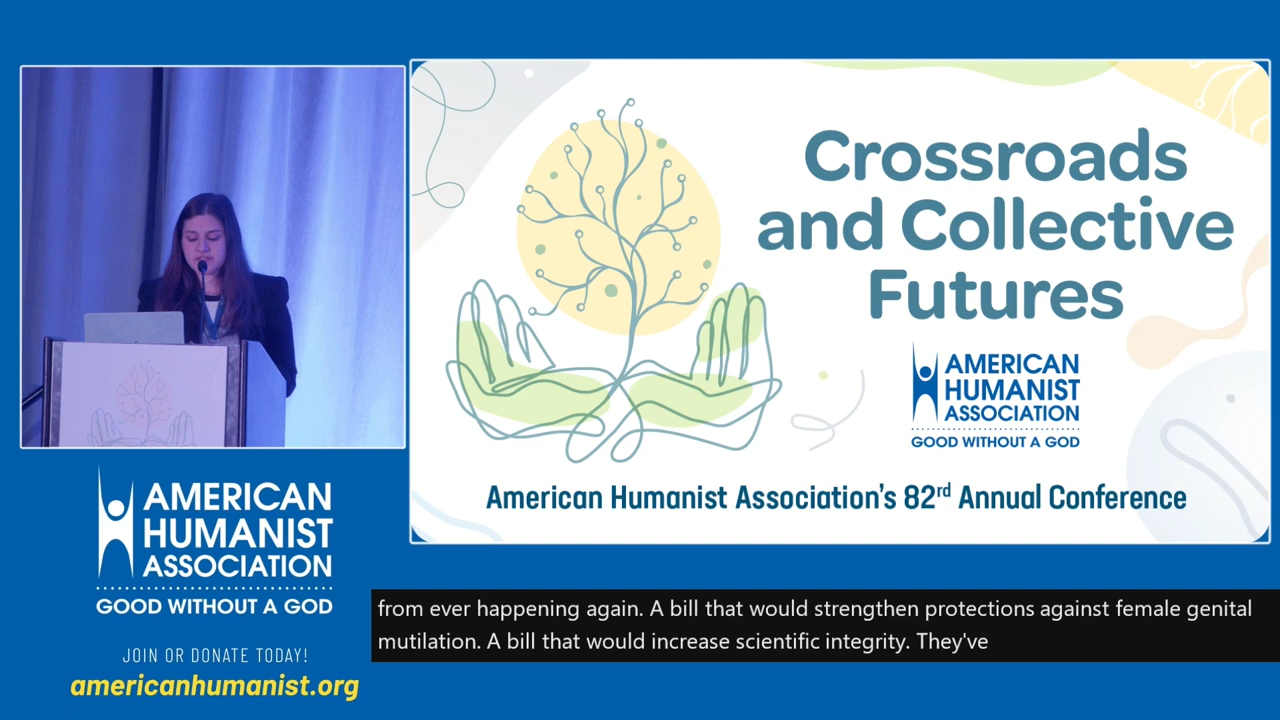 Crossroads
and Collective
Futures
AMERICAN
HUMANIST
ASSOCIATION
GOOD WITHOUT A GOD
American Humanist Association's 82rd Annual Conference
AMERICAN
HUMANIST
ASSOCIATION
GOOD WITHOUT A GOD
JOIN OR DONATE TODAY!
americanhumanist.org
from ever happening again. A bill that would strengthen protections against female genital
mutilation. A bill that would increase scientific integrity. They've